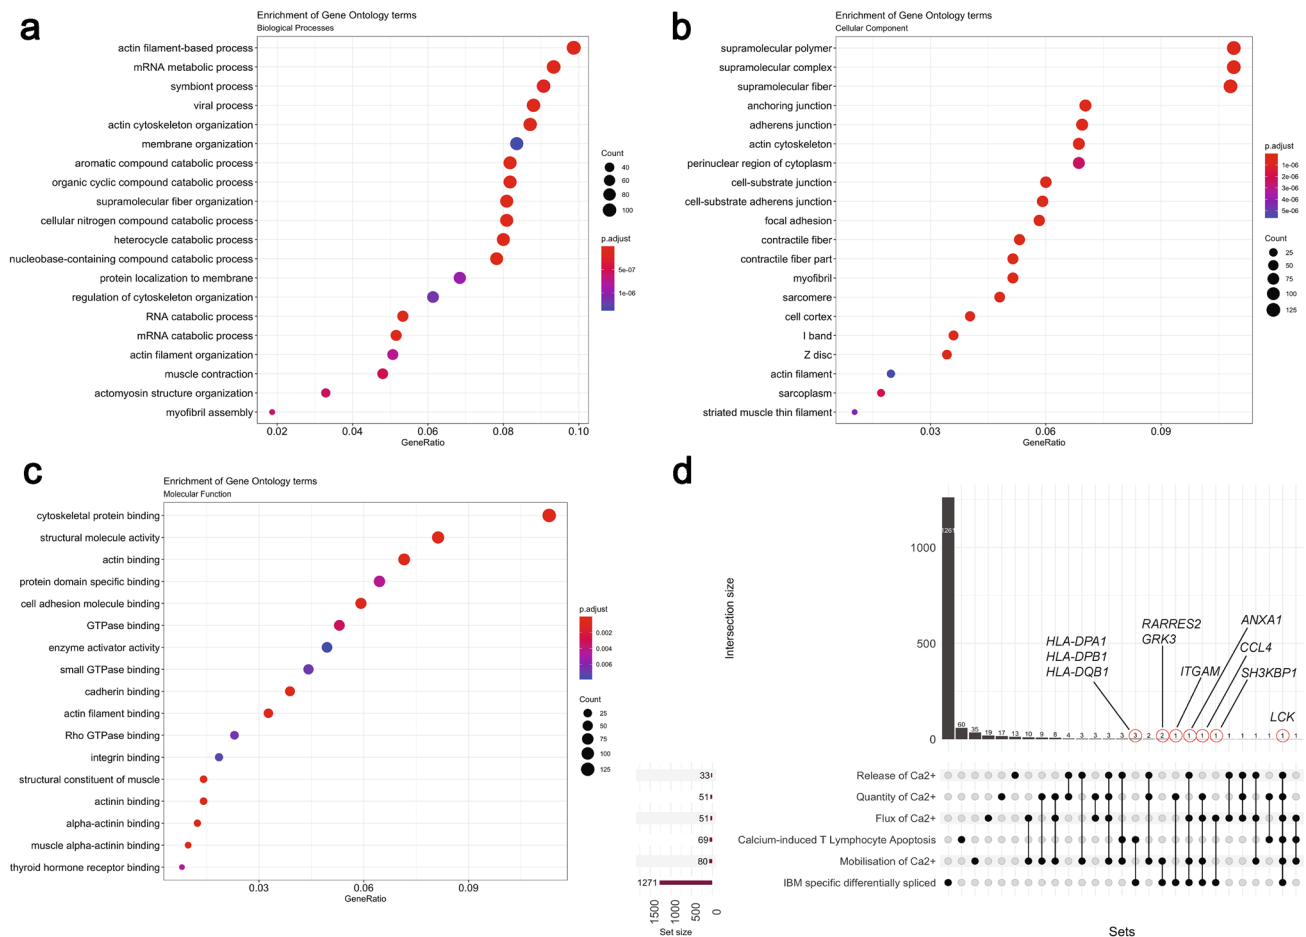 a
Enrichment of Gene Ontology terms
Biological Processes
actin filament-based process
mRNA metabolic process
symbiont process
viral process
actin cytoskeleton organization
membrane organization
aromatic compound catabolic process
organic cyclic compound catabolic process
supramolecular fiber organization
cellular nitrogen compound catabolic process
heterocycle catabolic process
nucleobase-containing compound catabolic process
protein localization to membrane
regulation of cytoskeleton organization
RNA catabolic process
mRNA catabolic process
actin filament organization
muscle contraction
actomyosin structure organization
myofibril assembly
0.02 0.04 0.06 0.08 0.10
GeneRatio
Count
40
60
80
100
p.adjust
5e-07
1e-06
b
Enrichment of Gene Ontology terms
Cellular Component
supramolecular polymer
supramolecular complex
supramolecular fiber
anchoring junction
adherens junction
actin cytoskeleton
perinuclear region of cytoplasm
cell-substrate junction
cell-substrate adherens junction
focal adhesion
contractile fiber
contractile fiber part
myofibril
sarcomere
cell cortex
I band
Z disc
actin filament
sarcoplasm
striated muscle thin filament
0.03 0.06 0.09
GeneRatio
p.adjust
1e-06
2e-06
3e-06
4e-06
5e-06
Count
25
50
75
100
125
c
Enrichment of Gene Ontology terms
Molecular Function
cytoskeletal protein binding
structural molecule activity
actin binding
protein domain specific binding
cell adhesion molecule binding
GTPase binding
enzyme activator activity
small GTPase binding
cadherin binding
actin filament binding
Rho GTPase binding
integrin binding
structural constituent of muscle
actinin binding
alpha-actinin binding
muscle alpha-actinin binding
thyroid hormone receptor binding
0.03 0.06 0.09
GeneRatio
p.adjust
0.002
0.004
0.006
Count
25
50
75
100
125
d
Intersection size
1000
500
0
1261 60 35 19 17 13 10 9 8 4 3 3 3 3 3 2 2 1 1 1 1 1 1 1 1 1 1
HLA-DPA1
HLA-DPB1
HLA-DQB1
RARRES2
GRK3
ITGAM
ANXA1
CCL4
SH3KBP1
LCK
33 Release of Ca2+
51 Quantity of Ca2+
51 Flux of Ca2+
69 Calcium-induced T Lymphocyte Apoptosis
80 Mobilisation of Ca2+
1271 IBM specific differentially spliced
1500 1000 500 0
Set size
Sets